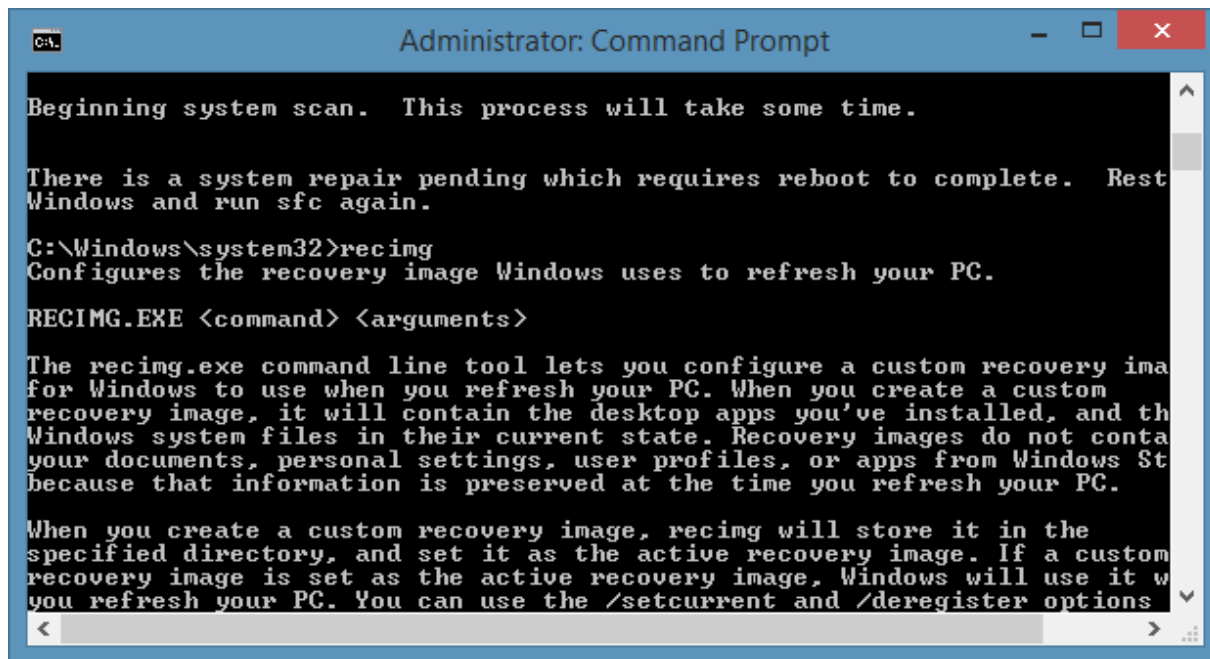 Administrator: Command Prompt
Beginning system scan.  This process will take some time.
There is a system repair pending which requires reboot to complete.  Rest
Windows and run sfc again.
C:\Windows\system32>recimg
Configures the recovery image Windows uses to refresh your PC.
RECIMG.EXE <command> <arguments>
The recimg.exe command line tool lets you configure a custom recovery ima
for Windows to use when you refresh your PC. When you create a custom
recovery image, it will contain the desktop apps you've installed, and th
Windows system files in their current state. Recovery images do not conta
your documents, personal settings, user profiles, or apps from Windows St
because that information is preserved at the time you refresh your PC.
When you create a custom recovery image, recimg will store it in the
specified directory, and set it as the active recovery image. If a custom
recovery image is set as the active recovery image, Windows will use it w
you refresh your PC. You can use the /setcurrent and /deregister options